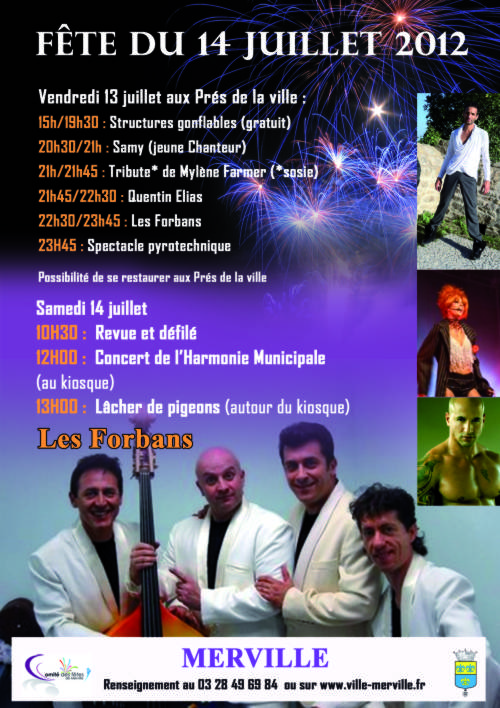 FÊTE DU 14 JUILLET 2012
Vendredi 13 juillet aux Prés de la ville :
15h/19h30 : Structures gonflables (gratuit)
20h30/21h : Samy (jeune Chanteur)
21h/21h45 : Tribute* de Mylène Farmer (*sosie)
21h45/22h30 : Quentin Elias
22h30/23h45 : Les Forbans
23H45 : Spectacle pyrotechnique
Possibilité de se restaurer aux Prés de la ville
Samedi 14 juillet
10H30 : Revue et défilé
12H00 : Concert de l'Harmonie Municipale
(au kiosque)
13H00 : Lâcher de pigeons (autour du kiosque)
Les Forbans
MERVILLE
Comité des fêtes
DE MERVILLE
Renseignement au 03 28 49 69 84 ou sur www.ville-merville.fr